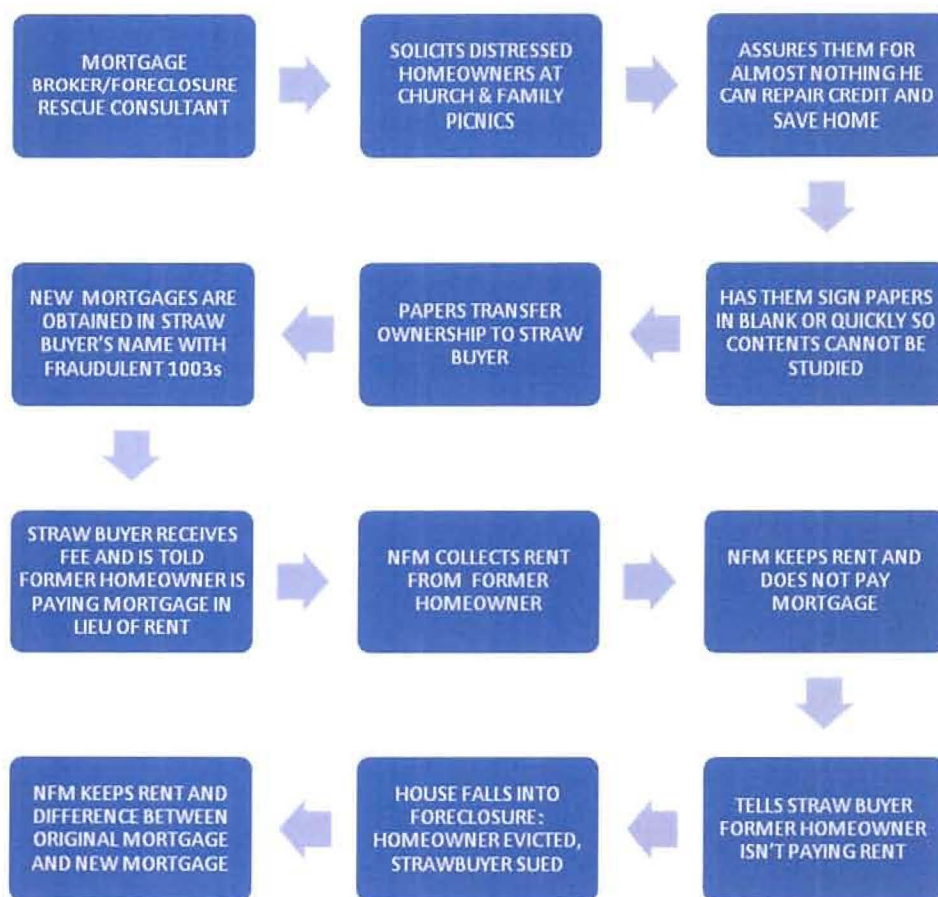 MORTGAGE
BROKER/FORECLOSURE
RESCUE CONSULTANT
SOLICITS DISTRESSED
HOMEOWNERS AT
CHURCH & FAMILY
PICNICS
ASSURES THEM FOR
ALMOST NOTHING HE
CAN REPAIR CREDIT AND
SAVE HOME
HAS THEM SIGN PAPERS
IN BLANK OR QUICKLY SO
CONTENTS CANNOT BE
STUDIED
PAPERS TRANSFER
OWNERSHIP TO STRAW
BUYER
NEW MORTGAGES ARE
OBTAINED IN STRAW
BUYER'S NAME WITH
FRAUDULENT 1003s
STRAW BUYER RECEIVES
FEE AND IS TOLD
FORMER HOMEOWNER IS
PAYING MORTGAGE IN
LIEU OF RENT
NFM COLLECTS RENT
FROM FORMER
HOMEOWNER
NFM KEEPS RENT AND
DOES NOT PAY
MORTGAGE
TELLS STRAW BUYER
FORMER HOMEOWNER
ISN'T PAYING RENT
HOUSE FALLS INTO
FORECLOSURE:
HOMEOWNER EVICTED,
STRAWBUYER SUED
NFM KEEPS RENT AND
DIFFERENCE BETWEEN
ORIGINAL MORTGAGE
AND NEW MORTGAGE